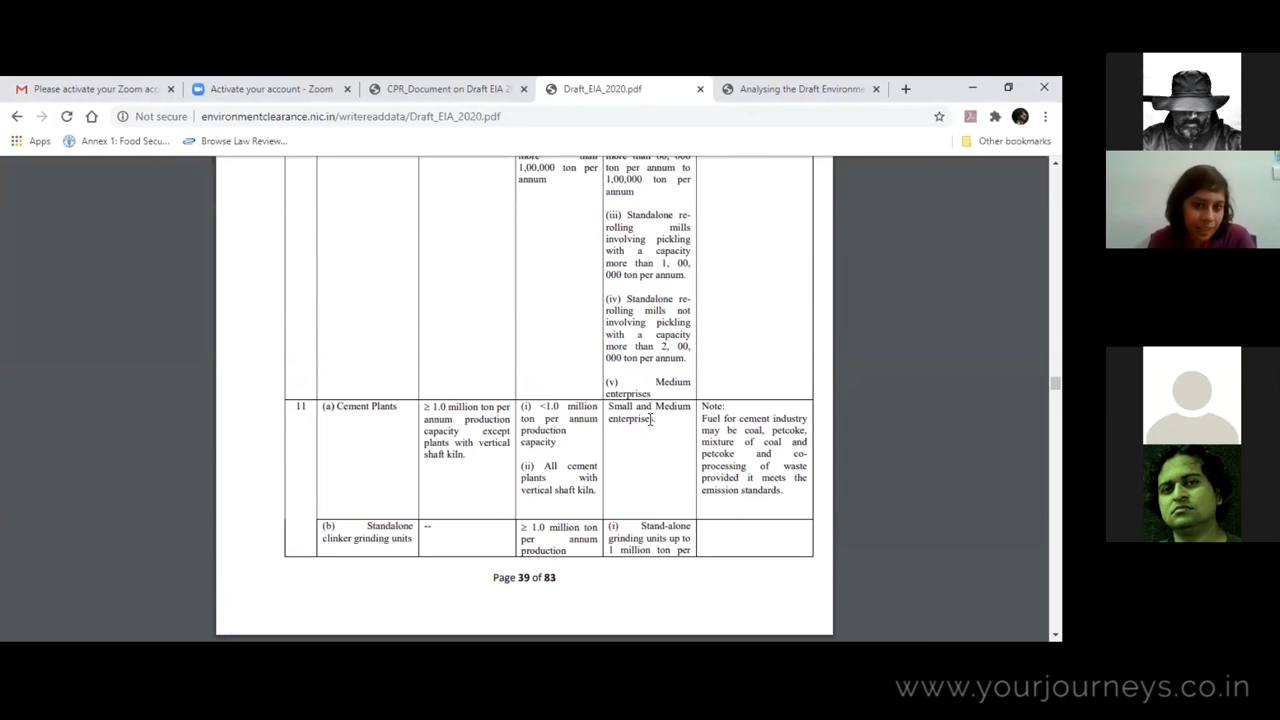 Please activate your Zoom acc
Activate your account - Zoom
CPR_Document on Draft EIA 2
Draft_EIA_2020.pdf
Analysing the Draft Environme
Not secure
environmentclearance.nic.in/writereaddata/Draft_EIA_2020.pdf
Apps
Annex 1: Food Secu...
Browse Law Review...
Other bookmarks
more than
1,00,000 ton per
annum
more than 60, 000
ton per annum to
1,00,000 ton per
annum
(iii) Standalone re-
rolling mills
involving pickling
with a capacity
more than 1, 00,
000 ton per annum.
(iv) Standalone re-
rolling mills not
involving pickling
with a capacity
more than 2, 00,
000 ton per annum.
(v) Medium
enterprises
11
(a) Cement Plants
≥ 1.0 million ton per
annum production
capacity except
plants with vertical
shaft kiln.
(i) <1.0 million
ton per annum
production
capacity
(ii) All cement
plants with
vertical shaft kiln.
Small and Medium
enterprises.
Note:
Fuel for cement industry
may be coal, petcoke,
mixture of coal and
petcoke and co-
processing of waste
provided it meets the
emission standards.
(b) Standalone
clinker grinding units
--
≥ 1.0 million ton
per annum
production
(i) Stand-alone
grinding units up to
1 million ton per
Page 39 of 83
www.yourjourneys.co.in